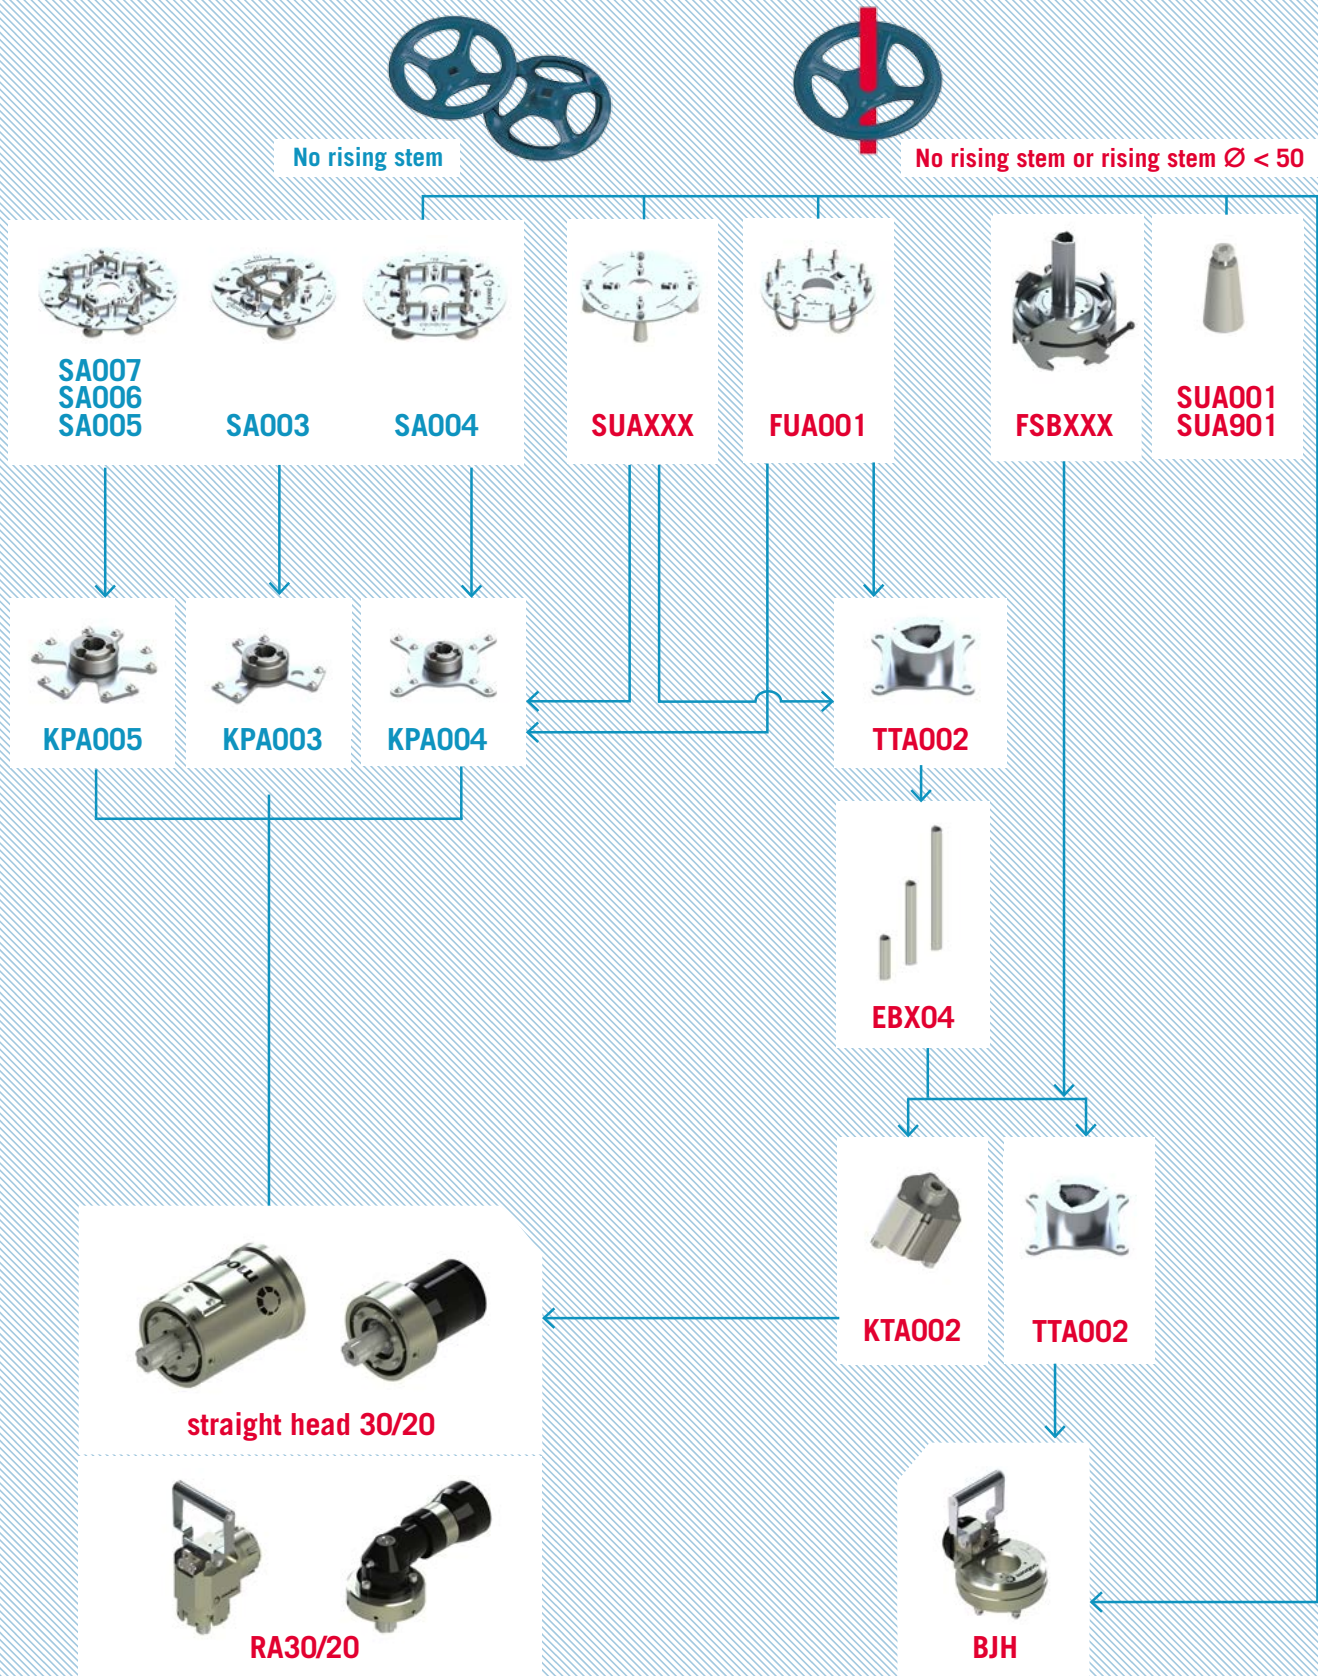 No rising stem
No rising stem or rising stem Ø < 50
SA007
SA006
SA005
SA003
SA004
SUAXXX
FUA001
FSBXXX
SUA001
SUA901
KPA005
KPA003
KPA004
TTA002
EBX04
KTA002
TTA002
straight head 30/20
RA30/20
BJH